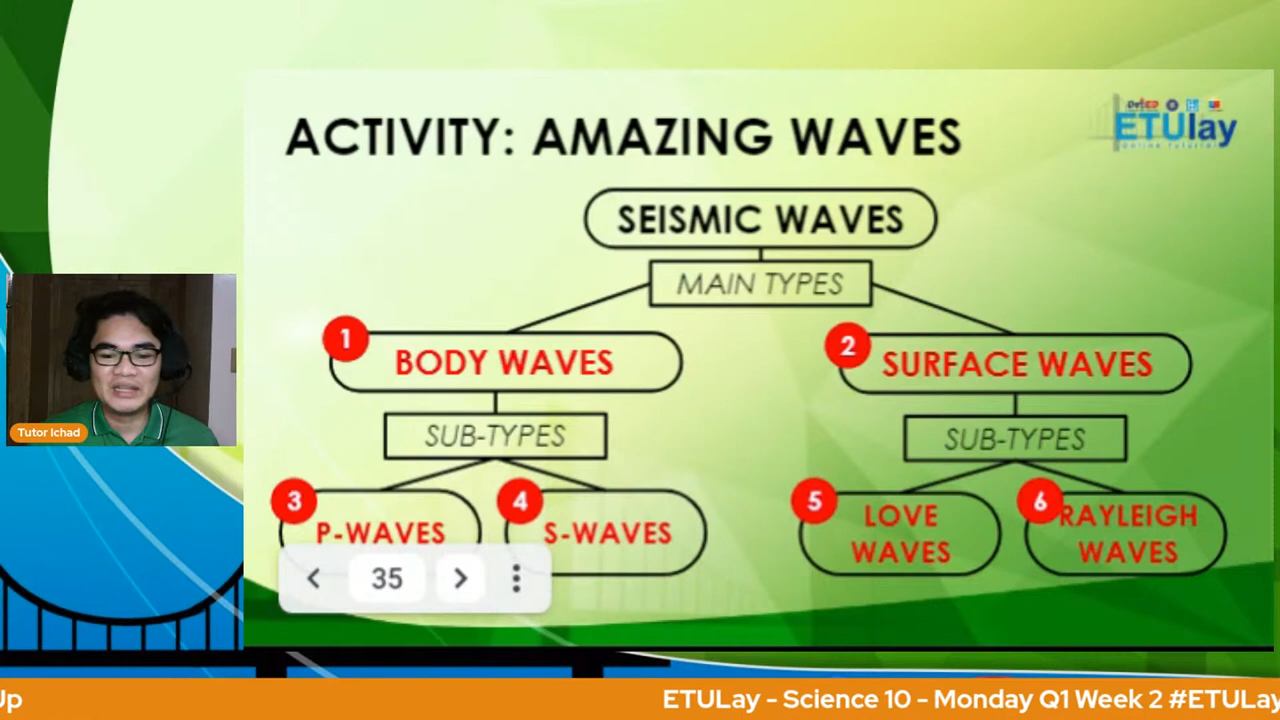 ACTIVITY: AMAZING WAVES
DepED
ETUlay
SEISMIC WAVES
MAIN TYPES
1
BODY WAVES
2
SURFACE WAVES
SUB-TYPES
SUB-TYPES
3
P-WAVES
4
S-WAVES
5
LOVE
WAVES
6
RAYLEIGH
WAVES
35
Tutor Ichad
Up
ETULay - Science 10 - Monday Q1 Week 2 #ETULay